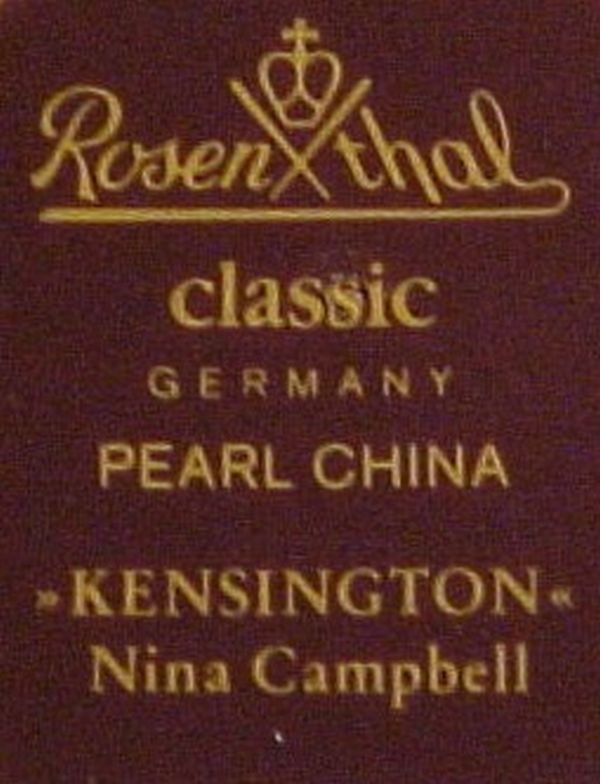 Rosenthal
classic
GERMANY
PEARL CHINA
»KENSINGTON«
Nina Campbell